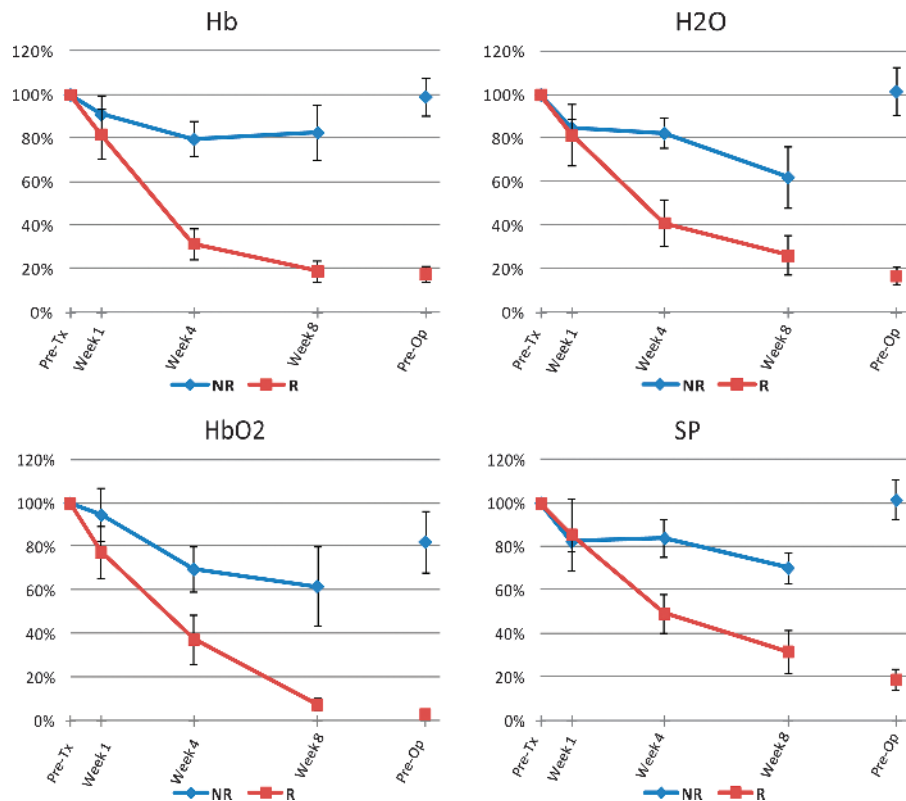 Hb
120%
100%
80%
60%
40%
20%
0%
Pre-Tx
Week 1
Week 4
Week 8
Pre-Op
NR R
H2O
120%
100%
80%
60%
40%
20%
0%
Pre-Tx
Week 1
Week 4
Week 8
Pre-Op
NR R
HbO2
120%
100%
80%
60%
40%
20%
0%
Pre-Tx
Week 1
Week 4
Week 8
Pre-Op
NR R
SP
120%
100%
80%
60%
40%
20%
0%
Pre-Tx
Week 1
Week 4
Week 8
Pre-Op
NR R